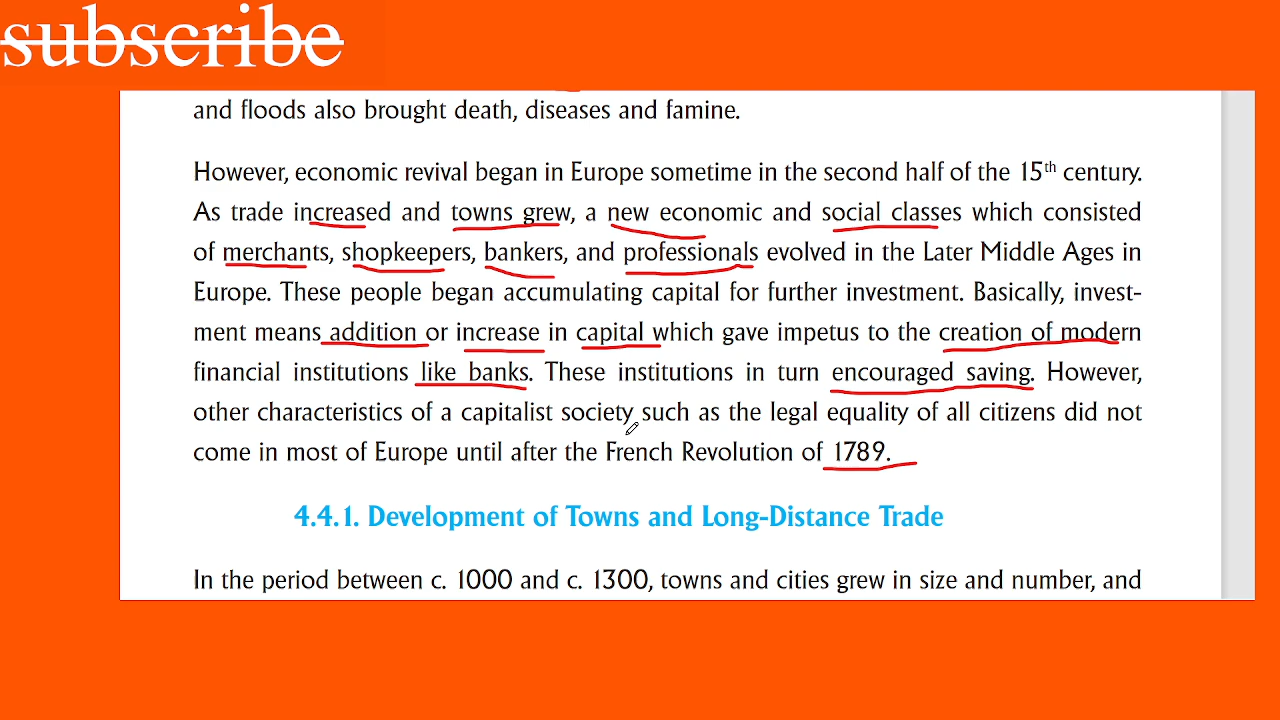 subscribe
and floods also brought death, diseases and famine.
However, economic revival began in Europe sometime in the second half of the 15th century.
As trade increased and towns grew, a new economic and social classes which consisted
of merchants, shopkeepers, bankers, and professionals evolved in the Later Middle Ages in
Europe. These people began accumulating capital for further investment. Basically, invest-
ment means addition or increase in capital which gave impetus to the creation of modern
financial institutions like banks. These institutions in turn encouraged saving. However,
other characteristics of a capitalist society such as the legal equality of all citizens did not
come in most of Europe until after the French Revolution of 1789.
4.4.1. Development of Towns and Long-Distance Trade
In the period between c. 1000 and c. 1300, towns and cities grew in size and number, and